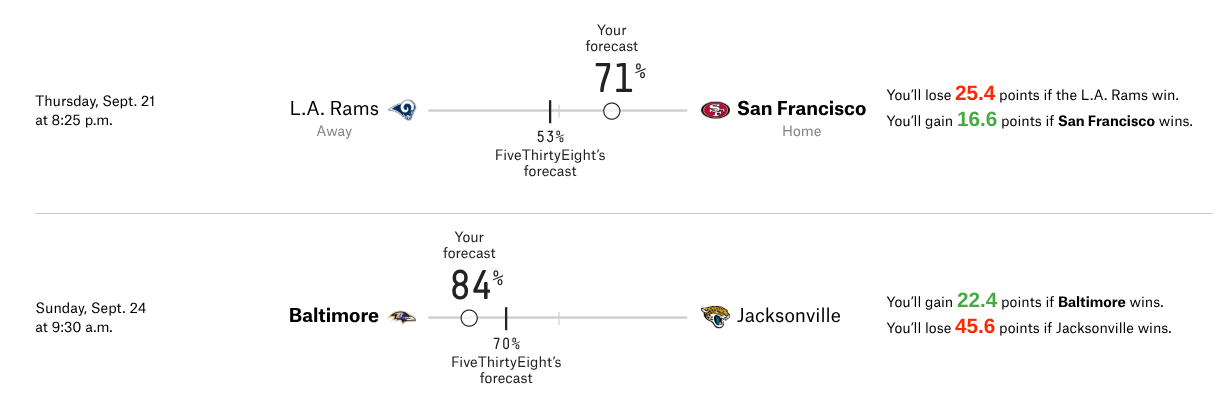 Your
forecast
71%
Thursday, Sept. 21
at 8:25 p.m.
L.A. Rams
Away
San Francisco
Home
You'll lose 25.4 points if the L.A. Rams win.
You'll gain 16.6 points if San Francisco wins.
53%
FiveThirtyEight's
forecast
Your
forecast
84%
Sunday, Sept. 24
at 9:30 a.m.
Baltimore
Jacksonville
You'll gain 22.4 points if Baltimore wins.
You'll lose 45.6 points if Jacksonville wins.
70%
FiveThirtyEight's
forecast